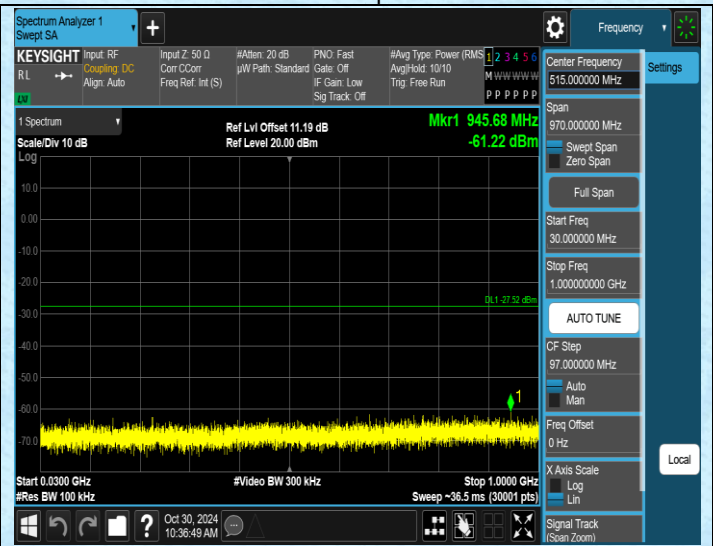 Spectrum Analyzer 1
Swept SA
+
Frequency
KEYSIGHT
RL
LXI
Input: RF
Coupling: DC
Align: Auto
Input Z: 50 Ω
Corr CCorr
Freq Ref: Int (S)
#Atten: 20 dB
µW Path: Standard
PNO: Fast
Gate: Off
IF Gain: Low
Sig Track: Off
#Avg Type: Power (RMS
Avg|Hold: 10/10
Trig: Free Run
1 2 3 4 5 6
M W W W W W
P P P P P P
1 Spectrum
Scale/Div 10 dB
Ref Lvl Offset 11.19 dB
Ref Level 20.00 dBm
Mkr1 945.68 MHz
-61.22 dBm
Log
10.0
0.00
-10.0
-20.0
DL1 -27.52 dBm
-30.0
-40.0
-50.0
1
-60.0
-70.0
Start 0.0300 GHz
#Res BW 100 kHz
#Video BW 300 kHz
Stop 1.0000 GHz
Sweep ~36.5 ms (30001 pts)
Center Frequency
515.000000 MHz
Settings
Span
970.000000 MHz
Swept Span
Zero Span
Full Span
Start Freq
30.000000 MHz
Stop Freq
1.000000000 GHz
AUTO TUNE
CF Step
97.000000 MHz
Auto
Man
Freq Offset
0 Hz
X Axis Scale
Log
Lin
Local
Signal Track
(Span Zoom)
?
Oct 30, 2024
10:36:49 AM